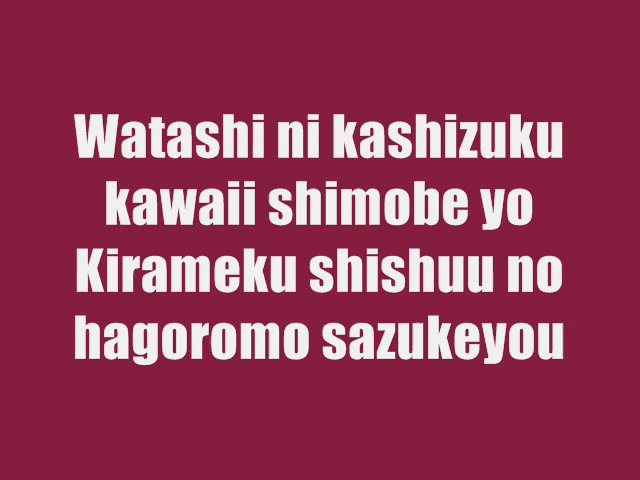 Watashi ni kashizuku
kawaii shimobe yo
Kirameku shishuu no
hagoromo sazukeyou